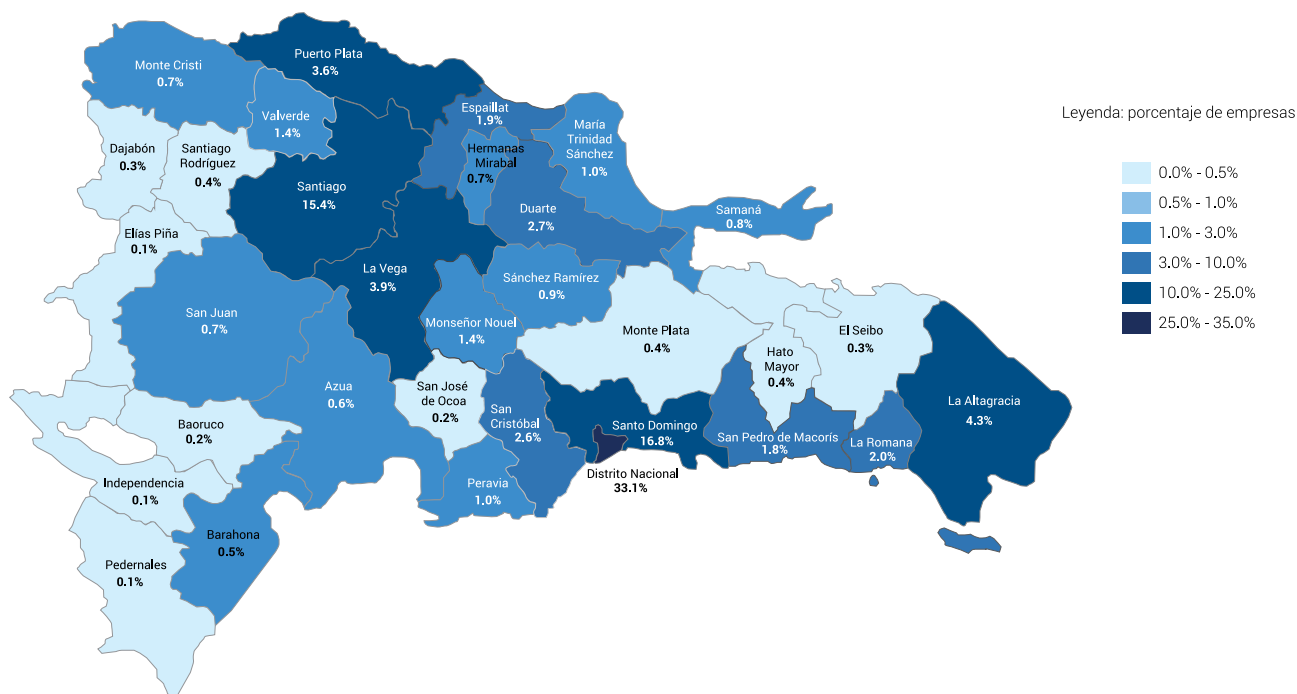 Puerto Plata
3.6%
Monte Cristi
0.7%
Valverde
1.4%
Espaillat
1.9%
María
Trinidad
Sánchez
1.0%
Dajabón
0.3%
Santiago
Rodríguez
0.4%
Hermanas
Mirabal
0.7%
Santiago
15.4%
Duarte
2.7%
Samaná
0.8%
Elías Piña
0.1%
La Vega
3.9%
Sánchez Ramírez
0.9%
San Juan
0.7%
Monseñor Nouel
1.4%
Monte Plata
0.4%
El Seibo
0.3%
Hato
Mayor
0.4%
Azua
0.6%
San José
de Ocoa
0.2%
San
Cristóbal
2.6%
Santo Domingo
16.8%
San Pedro de Macorís
1.8%
La Romana
2.0%
La Altagracia
4.3%
Baoruco
0.2%
Independencia
0.1%
Peravia
1.0%
Distrito Nacional
33.1%
Barahona
0.5%
Pedernales
0.1%
Leyenda: porcentaje de empresas
0.0% - 0.5%
0.5% - 1.0%
1.0% - 3.0%
3.0% - 10.0%
10.0% - 25.0%
25.0% - 35.0%